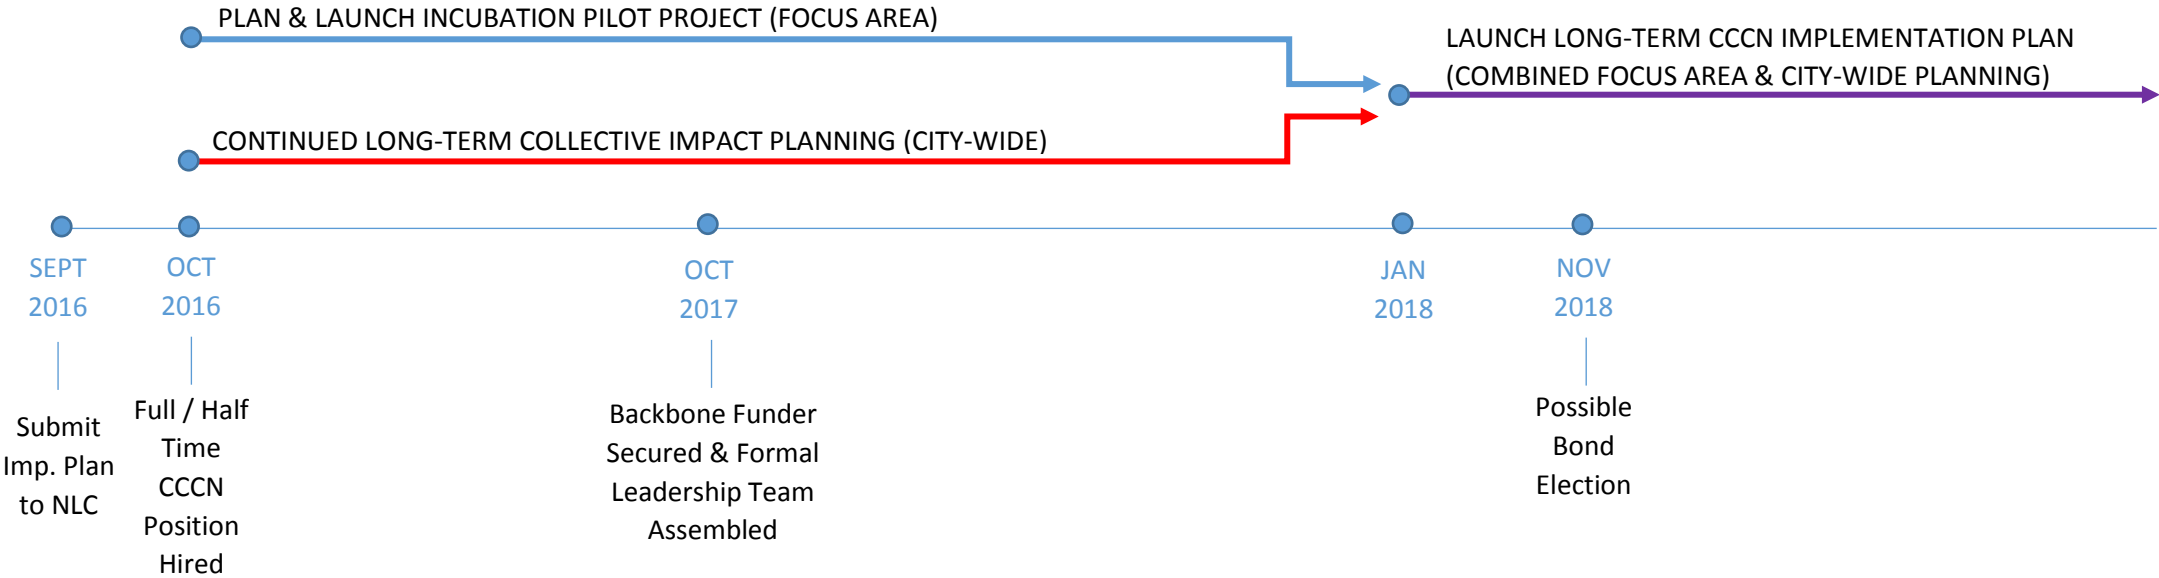 PLAN & LAUNCH INCUBATION PILOT PROJECT (FOCUS AREA)
LAUNCH LONG-TERM CCCN IMPLEMENTATION PLAN
(COMBINED FOCUS AREA & CITY-WIDE PLANNING)
CONTINUED LONG-TERM COLLECTIVE IMPACT PLANNING (CITY-WIDE)
SEPT
2016
OCT
2016
OCT
2017
JAN
2018
NOV
2018
Submit
Imp. Plan
to NLC
Full / Half
Time
CCCN
Position
Hired
Backbone Funder
Secured & Formal
Leadership Team
Assembled
Possible
Bond
Election